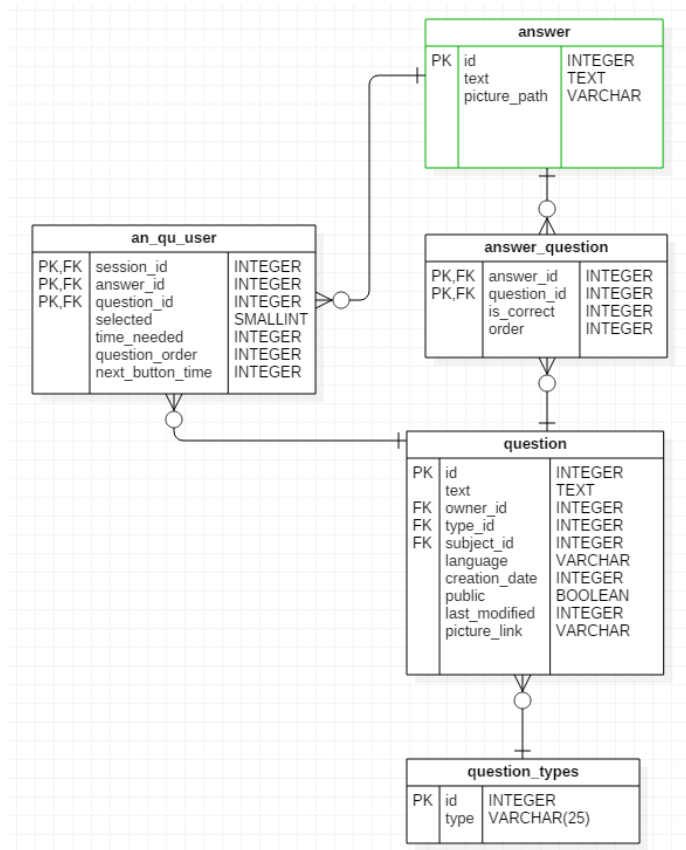 answer
PK id INTEGER
text TEXT
picture_path VARCHAR
an_qu_user
PK,FK session_id INTEGER
PK,FK answer_id INTEGER
PK,FK question_id INTEGER
selected SMALLINT
time_needed INTEGER
question_order INTEGER
next_button_time INTEGER
answer_question
PK,FK answer_id INTEGER
PK,FK question_id INTEGER
is_correct INTEGER
order INTEGER
question
PK id INTEGER
text TEXT
FK owner_id INTEGER
FK type_id INTEGER
FK subject_id INTEGER
language VARCHAR
creation_date INTEGER
public BOOLEAN
last_modified INTEGER
picture_link VARCHAR
question_types
PK id INTEGER
type VARCHAR(25)